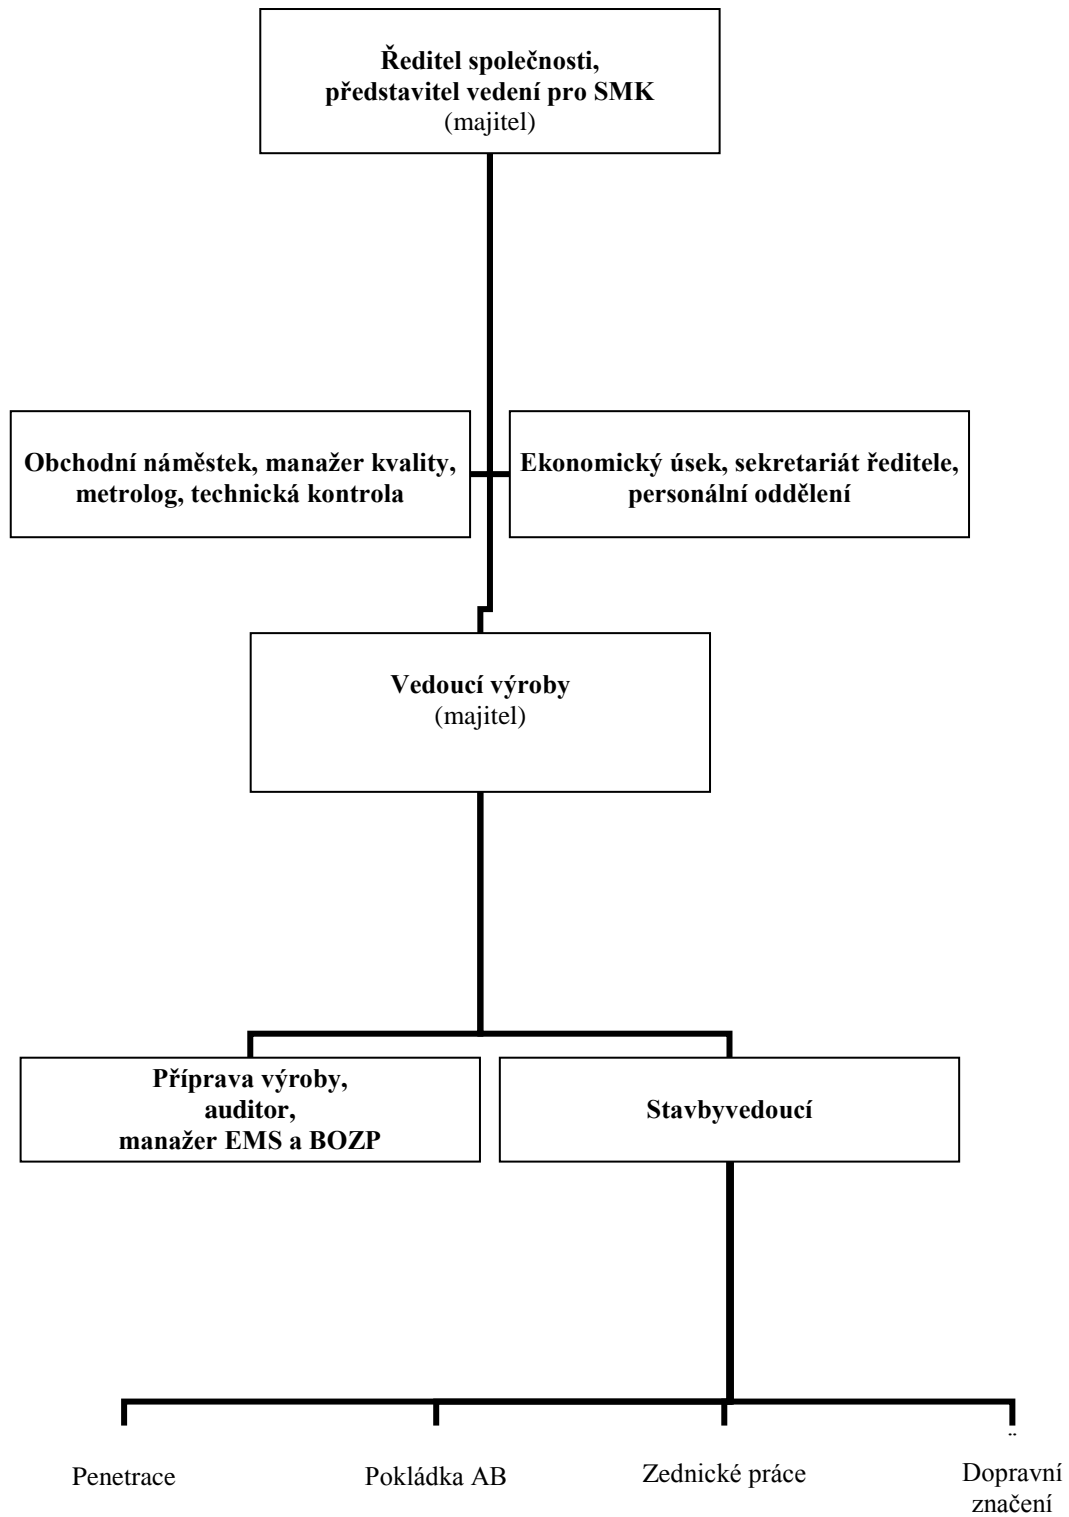 Ředitel společnosti,
představitel vedení pro SMK
(majitel)
Obchodní náměstek, manažer kvality,
metrolog, technická kontrola
Ekonomický úsek, sekretariát ředitele,
personální oddělení
Vedoucí výroby
(majitel)
Příprava výroby,
auditor,
manažer EMS a BOZP
Stavbyvedoucí
Penetrace
Pokládka AB
Zednické práce
Dopravní
značení